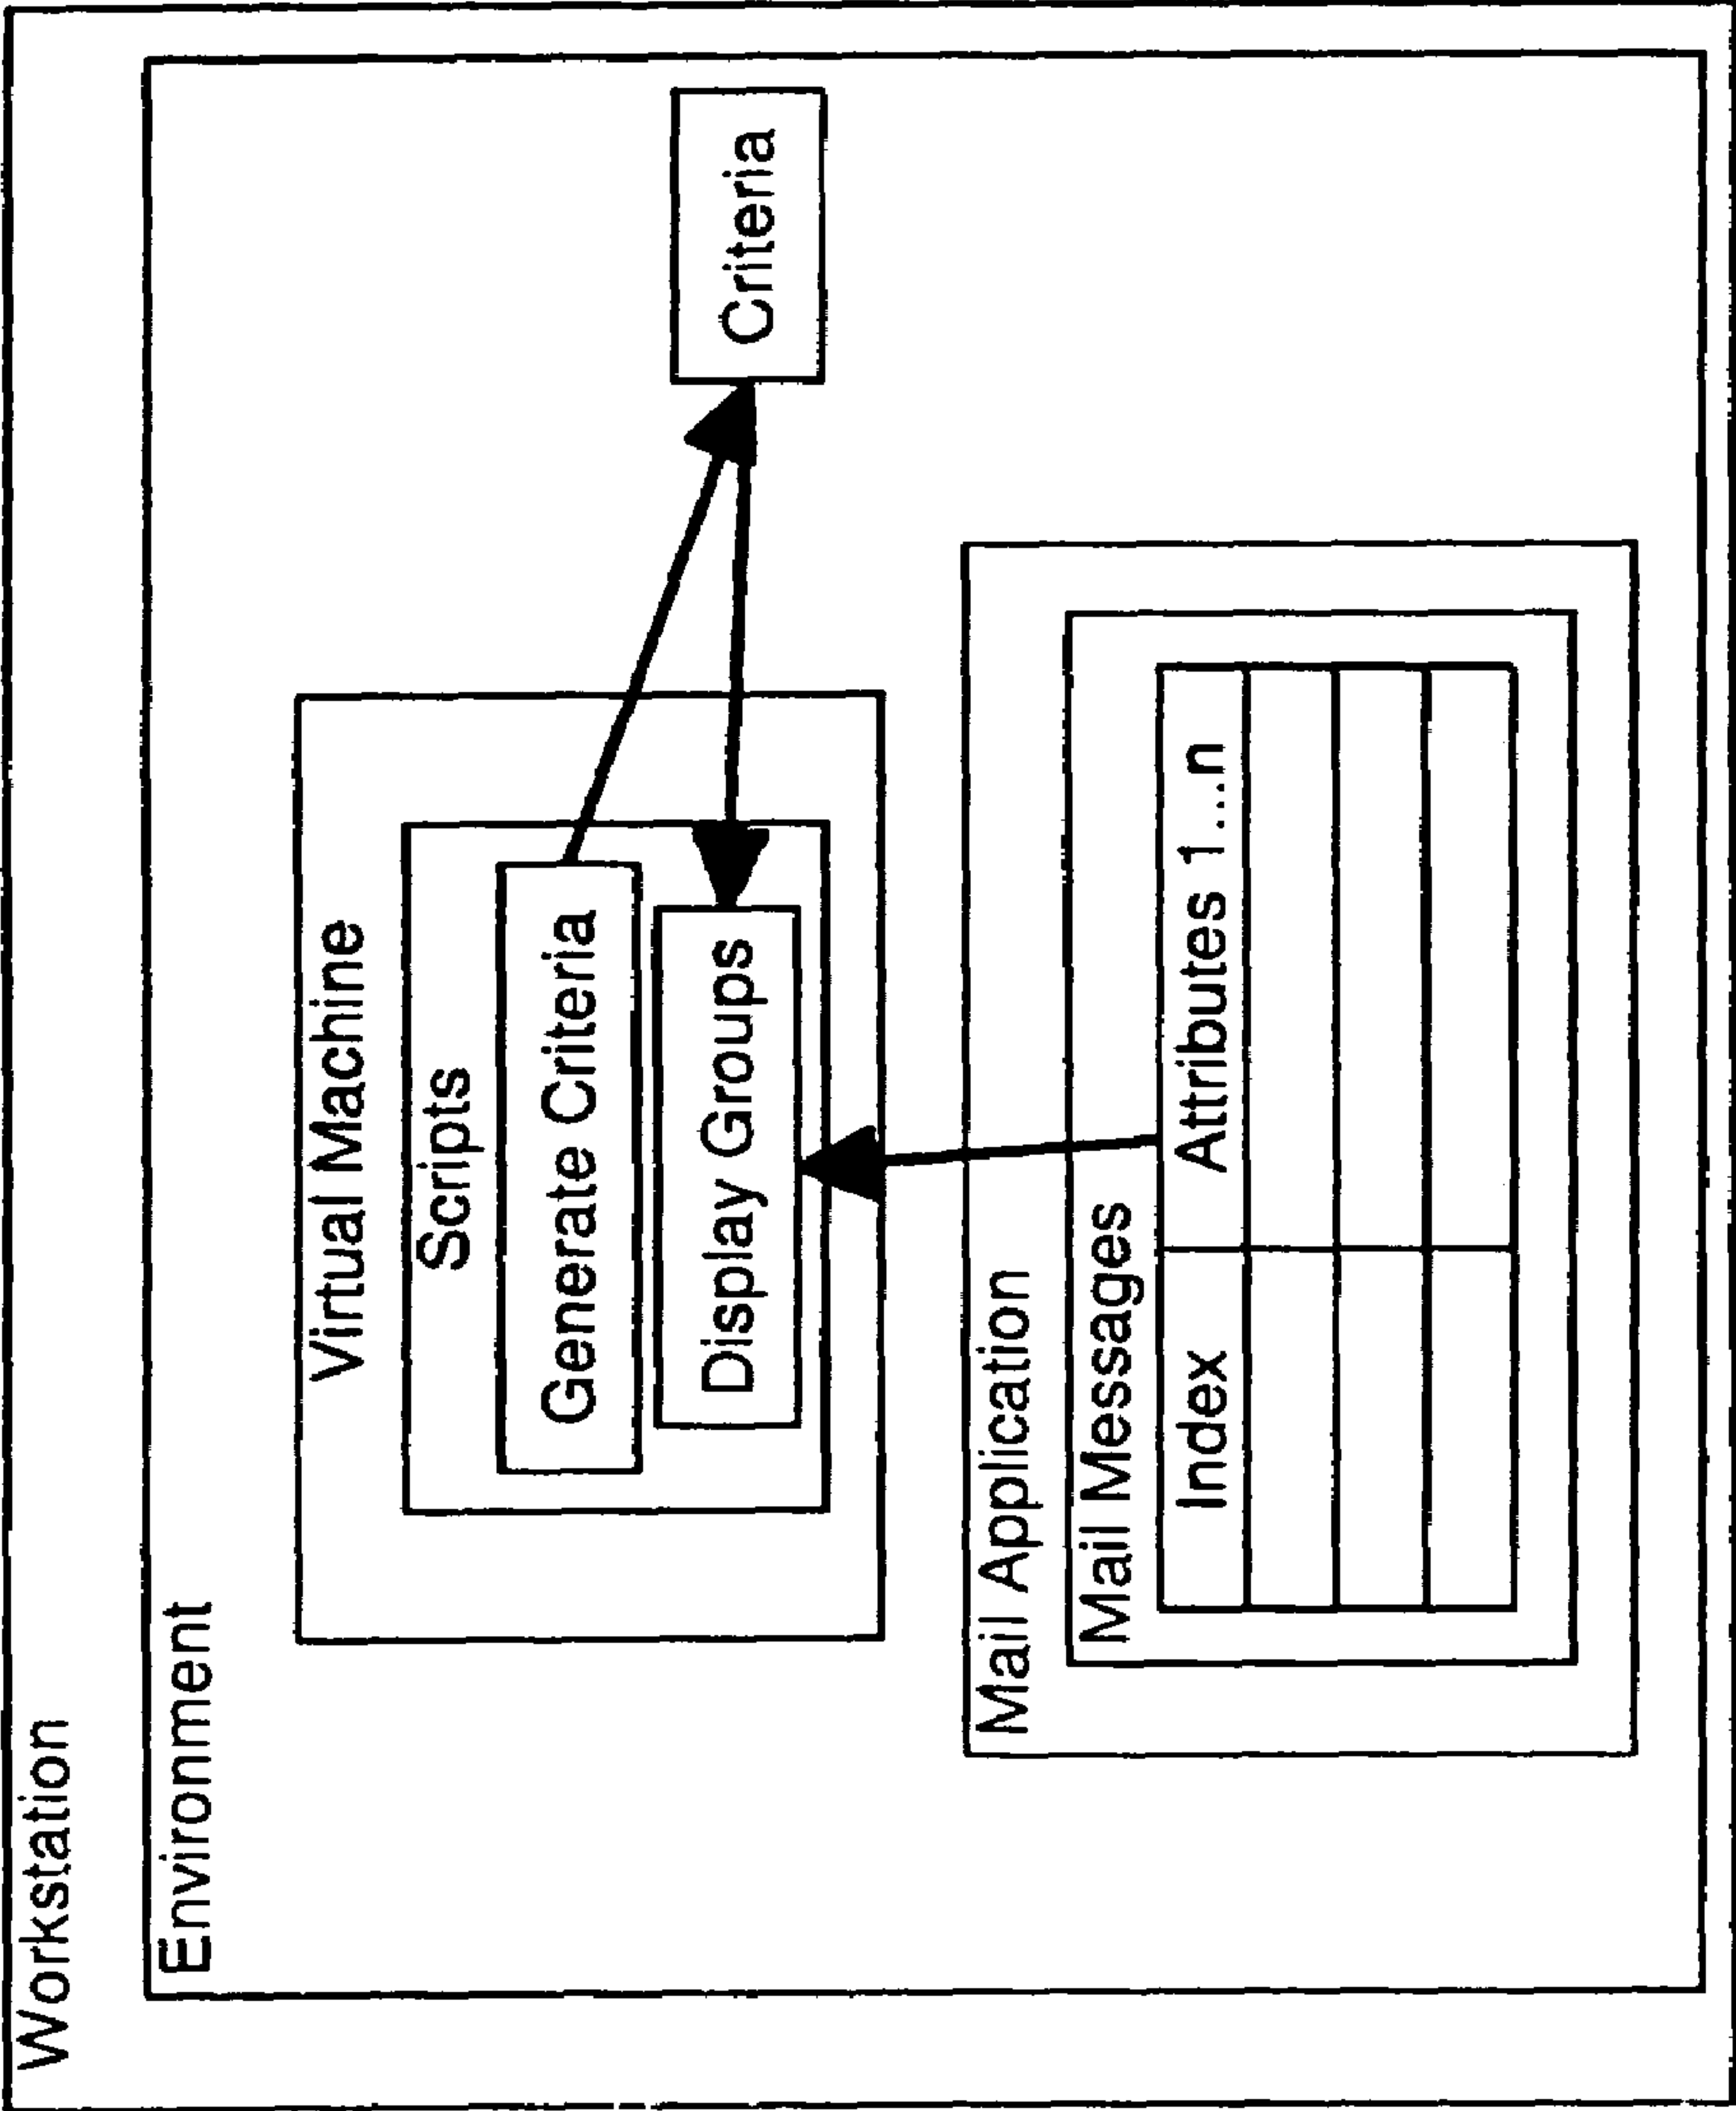 Workstation
Environment
Virtual Machine
Scripts
Generate Criteria
Display Groups
Criteria
Mail Application
Mail Messages
Index Attributes 1...n